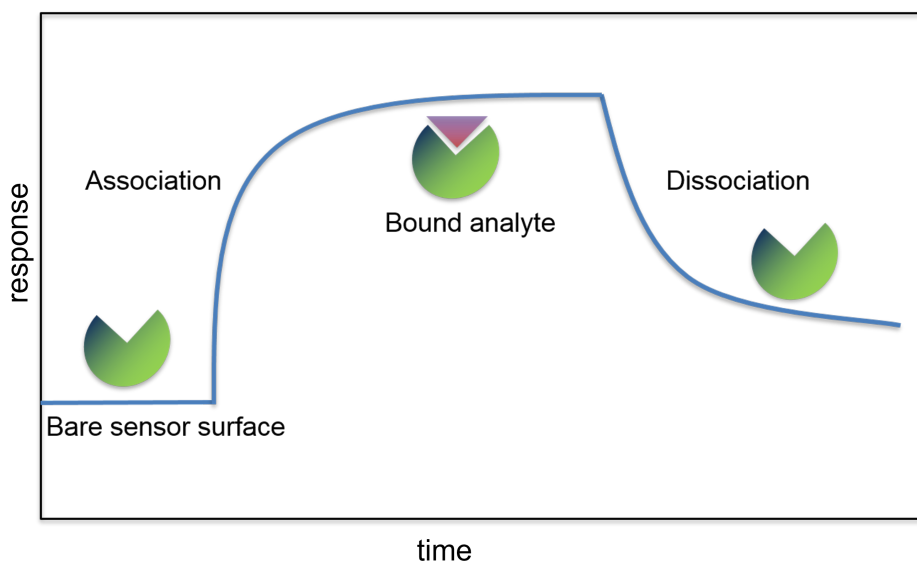 Association
Dissociation
Bound analyte
response
Bare sensor surface
time